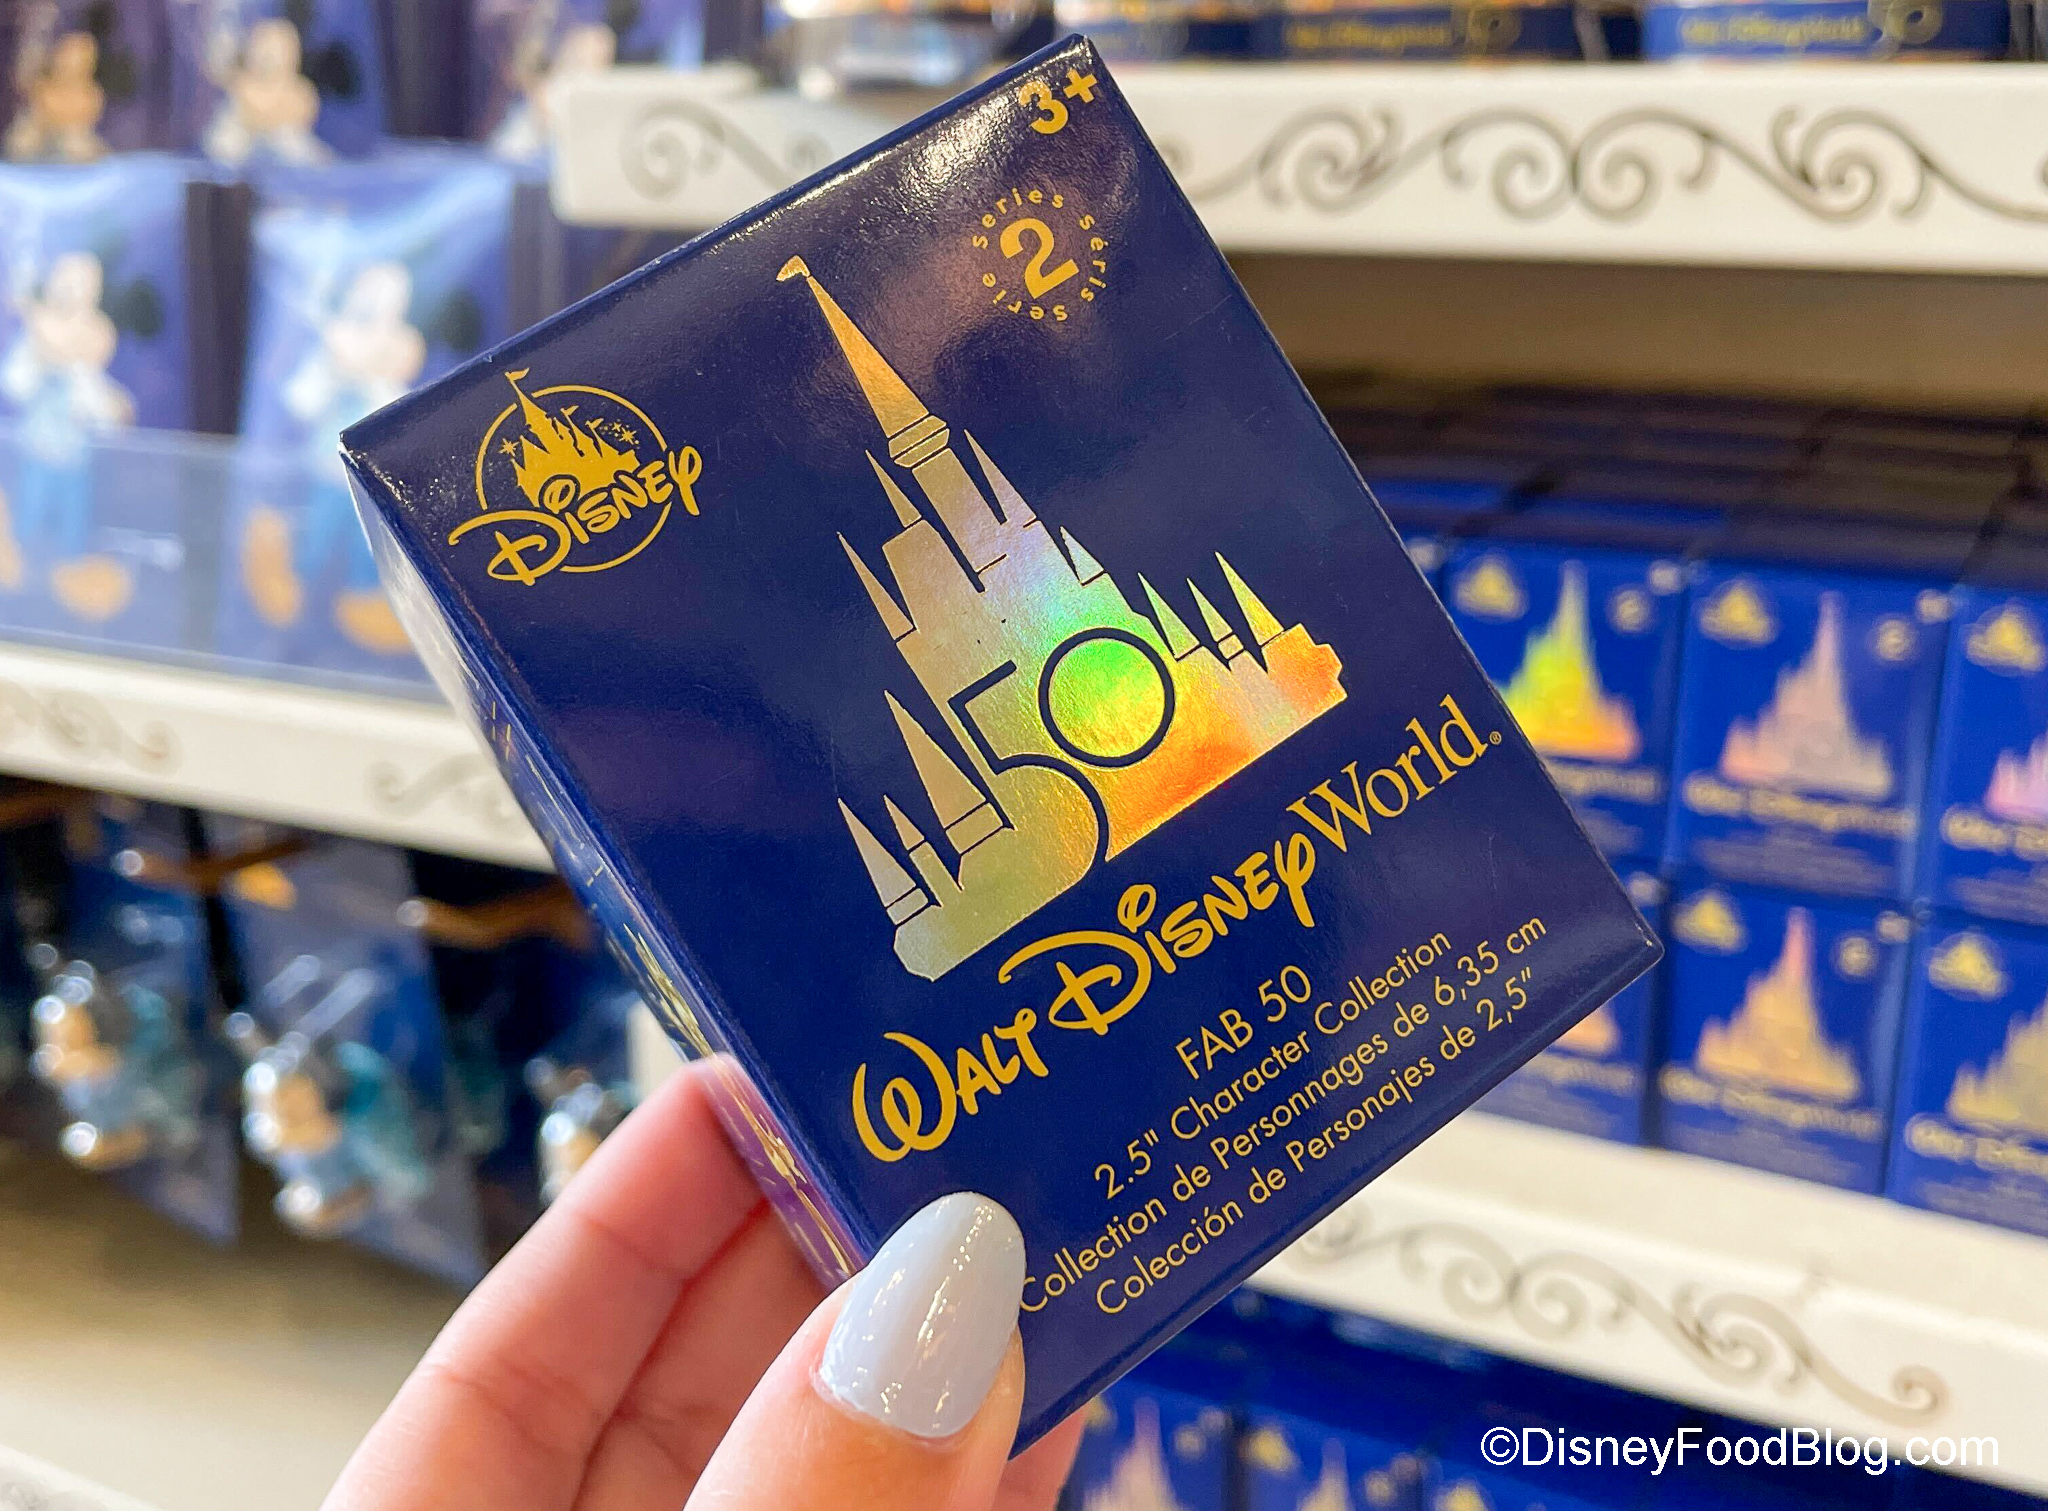 3+
series séris serie
2
Disney
50
Walt Disney World®
FAB 50
2.5" Character Collection
Collection de Personnages de 6,35 cm
Colección de Personajes de 2,5"
©DisneyFoodBlog.com